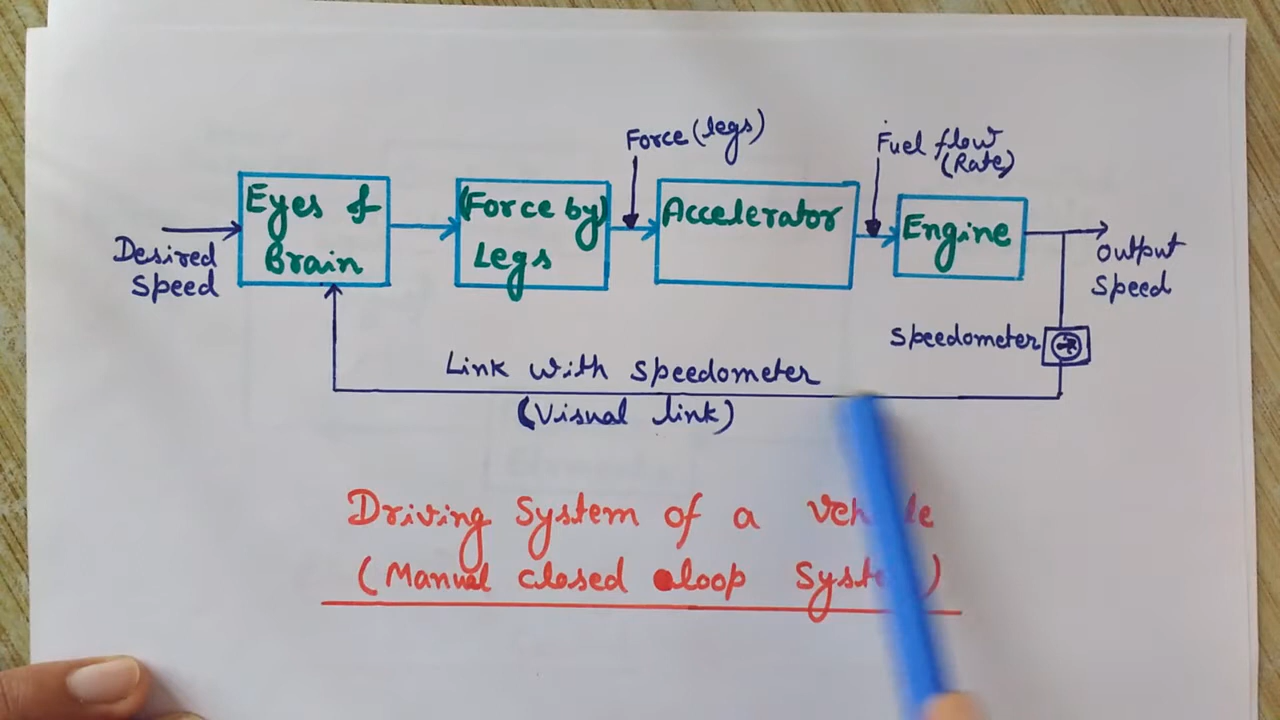 Force (legs)
Fuel flow
(Rate)
Eyes &
Brain
(Force by)
Legs
Accelerator
Engine
Desired
Speed
Output
Speed
Speedometer
Link with speedometer
(Visual link)
Driving System of a
(Manual closed loop